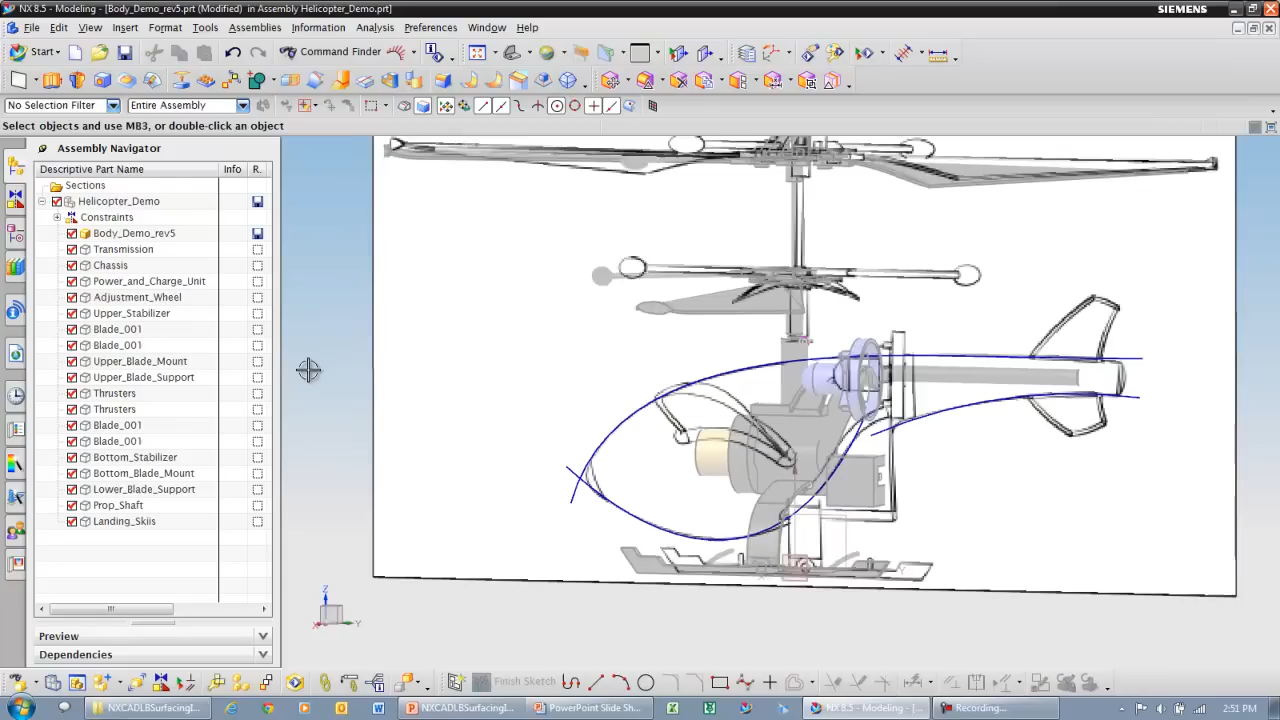 NX 8.5 - Modeling - [Body_Demo_rev5.prt (Modified) in Assembly Helicopter_Demo.prt]
SIEMENS
File Edit View Insert Format Tools Assemblies Information Analysis Preferences Window Help
Start Command Finder
No Selection Filter Entire Assembly
Select objects and use MB3, or double-click an object
Assembly Navigator
Descriptive Part Name Info R.
Sections
Helicopter_Demo
Constraints
Body_Demo_rev5
Transmission
Chassis
Power_and_Charge_Unit
Adjustment_Wheel
Upper_Stabilizer
Blade_001
Blade_001
Upper_Blade_Mount
Upper_Blade_Support
Thrusters
Thrusters
Blade_001
Blade_001
Bottom_Stabilizer
Bottom_Blade_Mount
Lower_Blade_Support
Prop_Shaft
Landing_Skiis
Z
X
Y
Preview
Dependencies
Finish Sketch
NXCADLBSurfacingI... NXCADLBSurfacingI... PowerPoint Slide Sh... NX 8.5 - Modeling - [... Recording... 2:51 PM